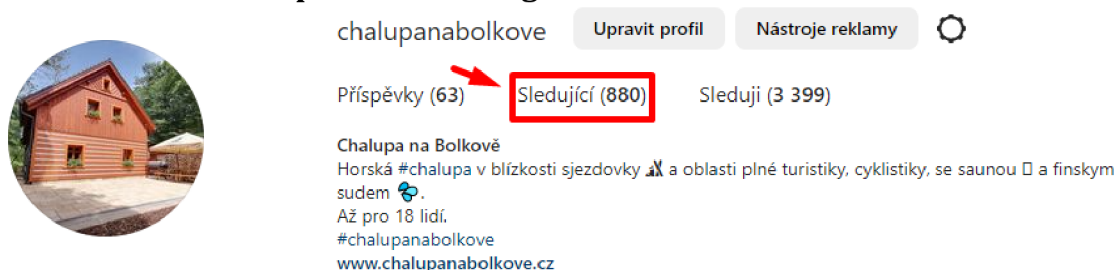 chalupanabolkove Upravit profil Nástroje reklamy
Příspěvky (63) Sledující (880) Sleduji (3 399)
Chalupa na Bolkově
Horská #chalupa v blízkosti sjezdovky a oblasti plné turistiky, cyklistiky, se saunou a finskym
sudem .
Až pro 18 lidí.
#chalupanabolkove
www.chalupanabolkove.cz